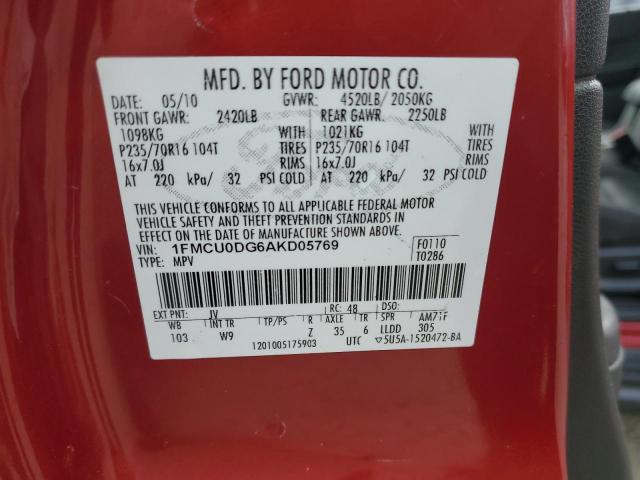 MFD. BY FORD MOTOR CO.
DATE: 05/10 GVWR: 4520LB/ 2050KG
FRONT GAWR: 2420LB REAR GAWR: 2250LB
1098KG WITH 1021KG WITH
P235/70R16 104T TIRES P235/70R16 104T TIRES
16x7.0J RIMS 16x7.0J RIMS
AT 220 kPa/ 32 PSI COLD AT 220 kPa/ 32 PSI COLD
THIS VEHICLE CONFORMS TO ALL APPLICABLE FEDERAL MOTOR
VEHICLE SAFETY AND THEFT PREVENTION STANDARDS IN
EFFECT ON THE DATE OF MANUFACTURE SHOWN ABOVE.
VIN: 1FMCU0DG6AKD05769 F0110
TYPE: MPV T0286
EXT PNT: JV RC: 48 DSO:
WB INT TR TP/PS R AXLE TR SPR AM71F
103 W9 Z 35 6 LLDD 305
1201005175903 UTC ▽5U5A-1520472-BA